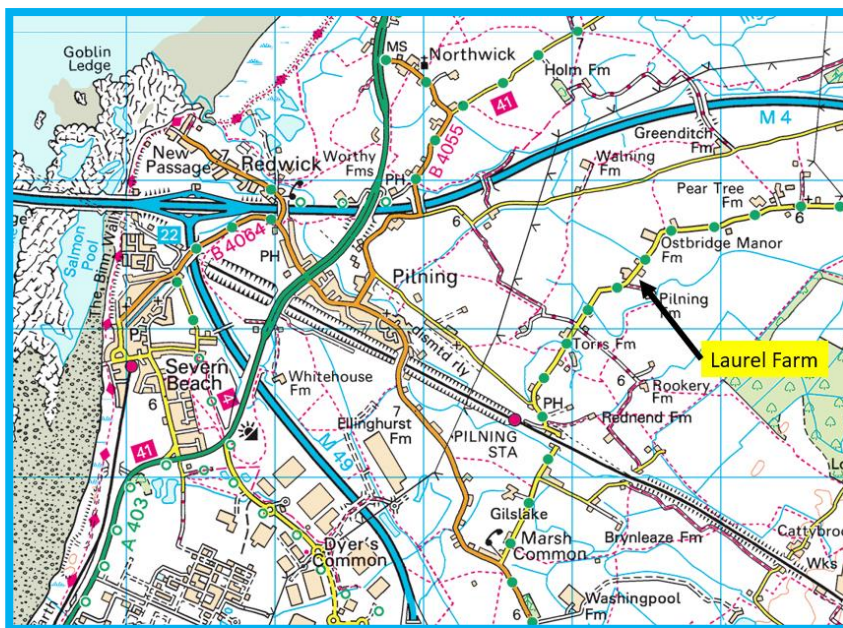 Goblin
Ledge
MS
Northwick
7
Holm Fm
41
M 4
New
Passage
7
Redwick
Worthy
Fms
B 4055
Greenditch
Fm
Walning
Fm
PH
Pear Tree
Fm
6
6
22
B 4064
Salmon
Pool
The Binn Wall
PH
Pilning
Ostbridge Manor
Fm
Pilning
Fm
Laurel Farm
dismtd rly
Torrs Fm
Severn
Beach
6
Whitehouse
Fm
6
Rookery
Fm
PH
Rednend Fm
7
Ellinghurst
Fm
PILNING
STA
M 49
41
A 403
Gilslake
Dyer's
Common
Marsh
Common
Brynleaze Fm
Wks
6
Washingpool
Fm